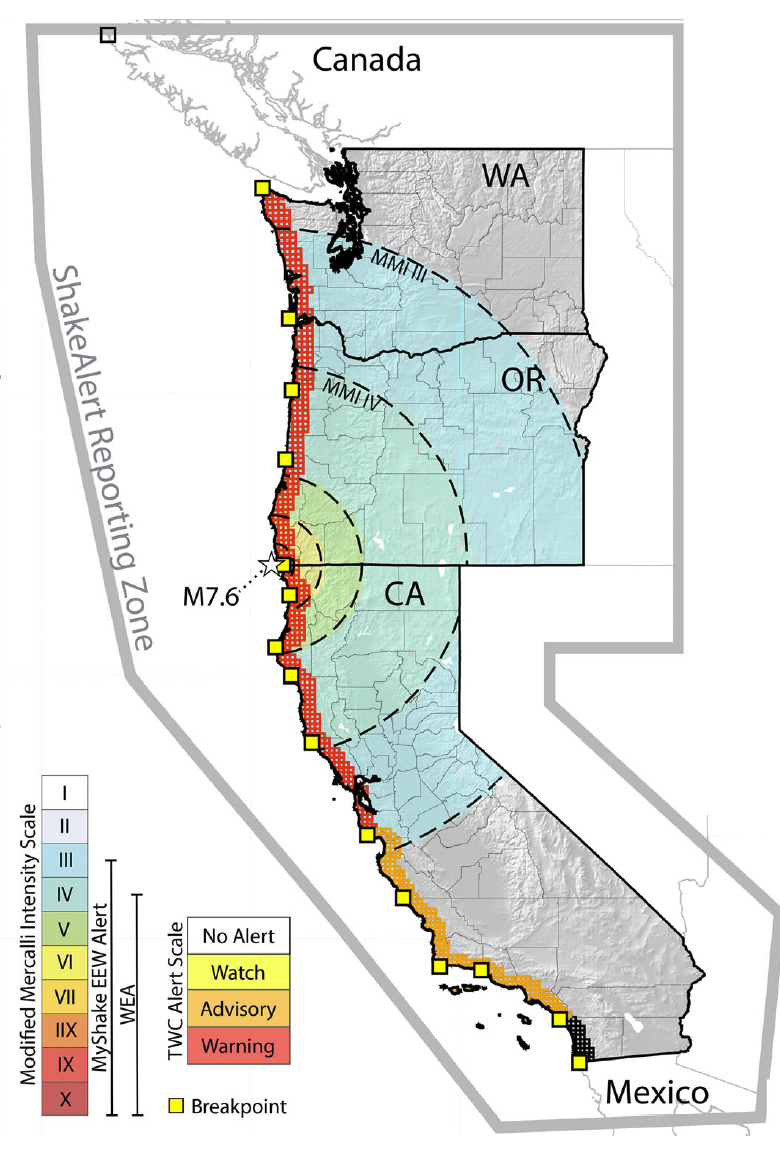 Canada
WA
MMI III
ShakeAlert Reporting Zone
OR
MMI IV
M7.6
CA
Modified Mercalli Intensity Scale
I
II
III
IV
V
VI
VII
IIX
IX
X
MyShake EEW Alert
WEA
TWC Alert Scale
No Alert
Watch
Advisory
Warning
Breakpoint
Mexico